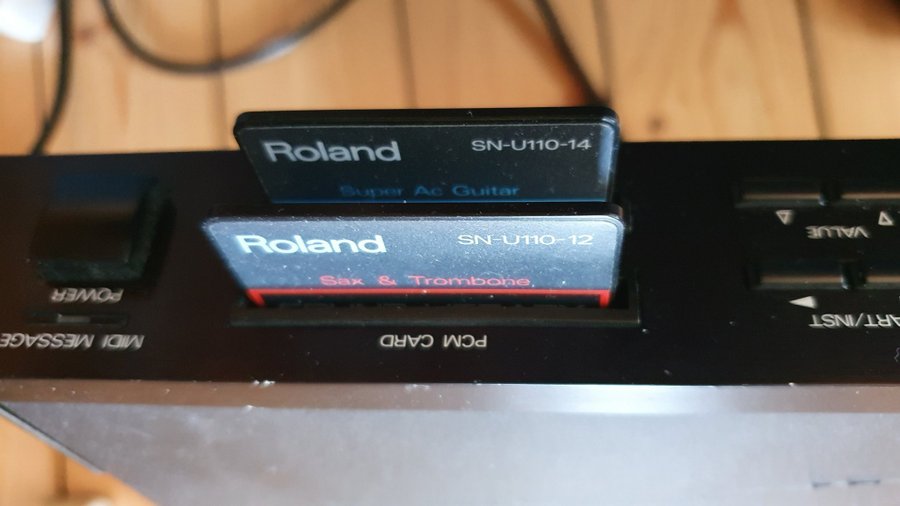 Roland SN-U110-14
Super Ac Guitar
Roland SN-U110-12
Sax & Trombone
POWER
MIDI MESSAGE
PCM CARD
VALUE
ART/INST